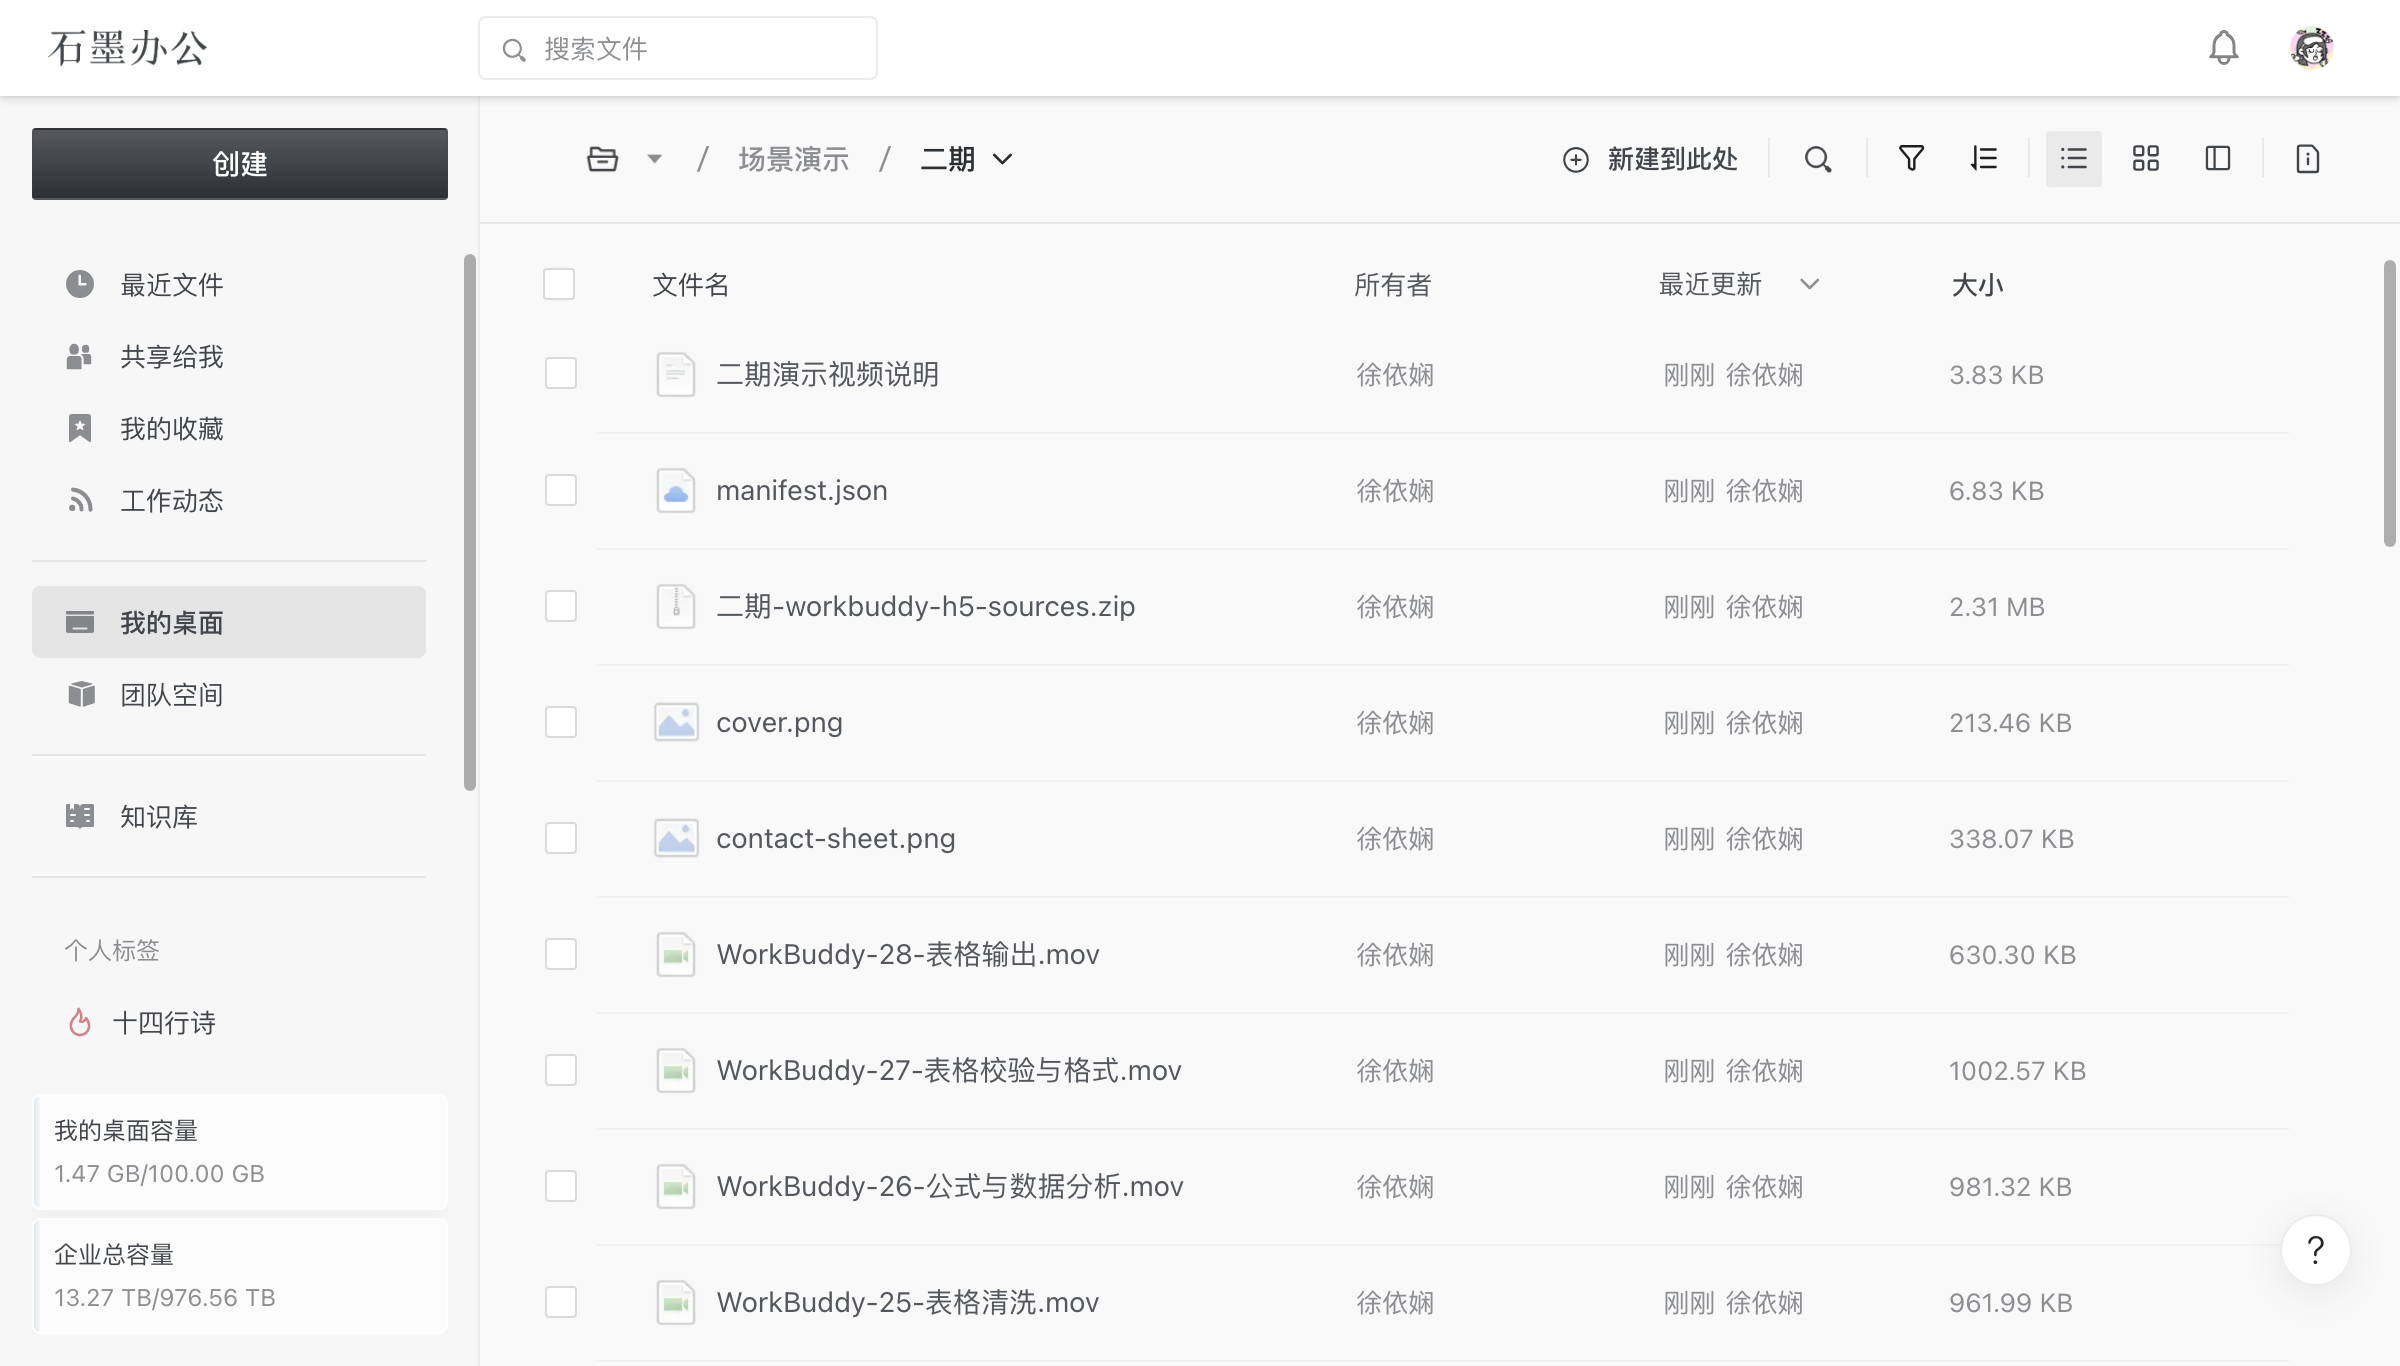 石墨办公
搜索文件
创建
最近文件
共享给我
我的收藏
工作动态
我的桌面
团队空间
知识库
个人标签
十四行诗
我的桌面容量
1.47 GB/100.00 GB
企业总容量
13.27 TB/976.56 TB
/ 场景演示 / 二期
新建到此处
文件名 所有者 最近更新 大小
二期演示视频说明 徐依娴 刚刚 徐依娴 3.83 KB
manifest.json 徐依娴 刚刚 徐依娴 6.83 KB
二期-workbuddy-h5-sources.zip 徐依娴 刚刚 徐依娴 2.31 MB
cover.png 徐依娴 刚刚 徐依娴 213.46 KB
contact-sheet.png 徐依娴 刚刚 徐依娴 338.07 KB
WorkBuddy-28-表格输出.mov 徐依娴 刚刚 徐依娴 630.30 KB
WorkBuddy-27-表格校验与格式.mov 徐依娴 刚刚 徐依娴 1002.57 KB
WorkBuddy-26-公式与数据分析.mov 徐依娴 刚刚 徐依娴 981.32 KB
WorkBuddy-25-表格清洗.mov 徐依娴 刚刚 徐依娴 961.99 KB
?